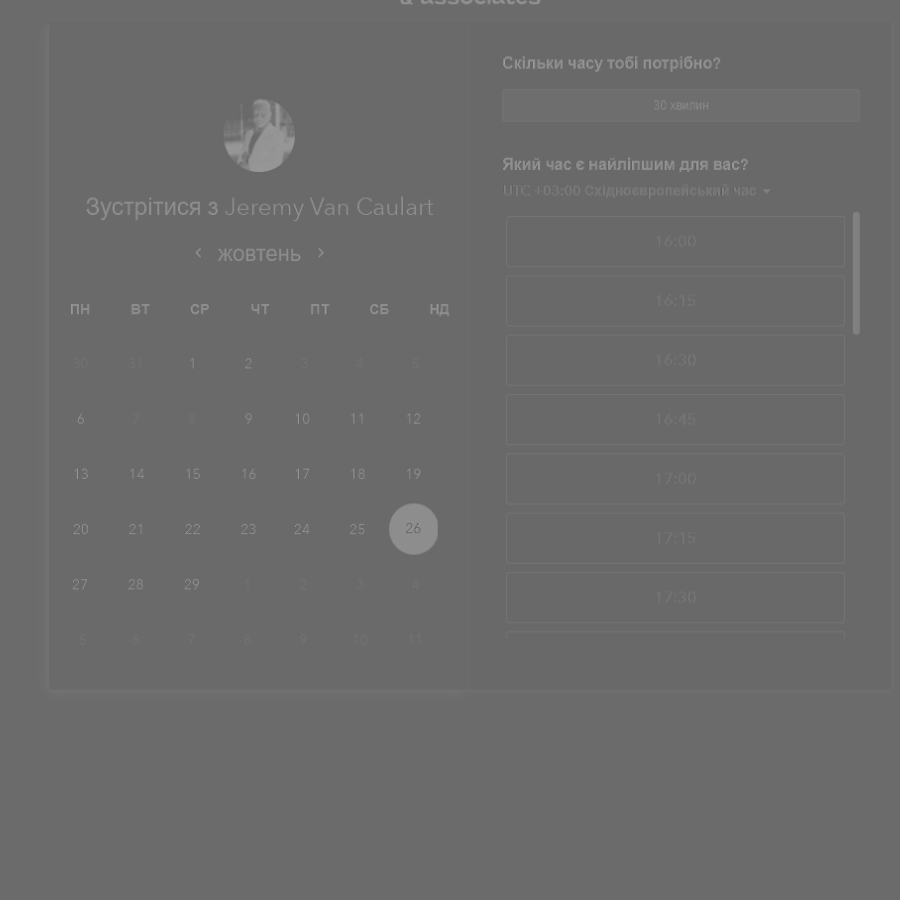 & associates
Зустрітися з Jeremy Van Caulart
жовтень
ПН ВТ СР ЧТ ПТ СБ НД
30 31 1 2 3 4 5
6 7 8 9 10 11 12
13 14 15 16 17 18 19
20 21 22 23 24 25 26
27 28 29 1 2 3 4
5 6 7 8 9 10 11
Скільки часу тобі потрібно?
30 хвилин
Який час є найліпшим для вас?
UTC +03:00 Східноєвропейський час
16:00
16:15
16:30
16:45
17:00
17:15
17:30